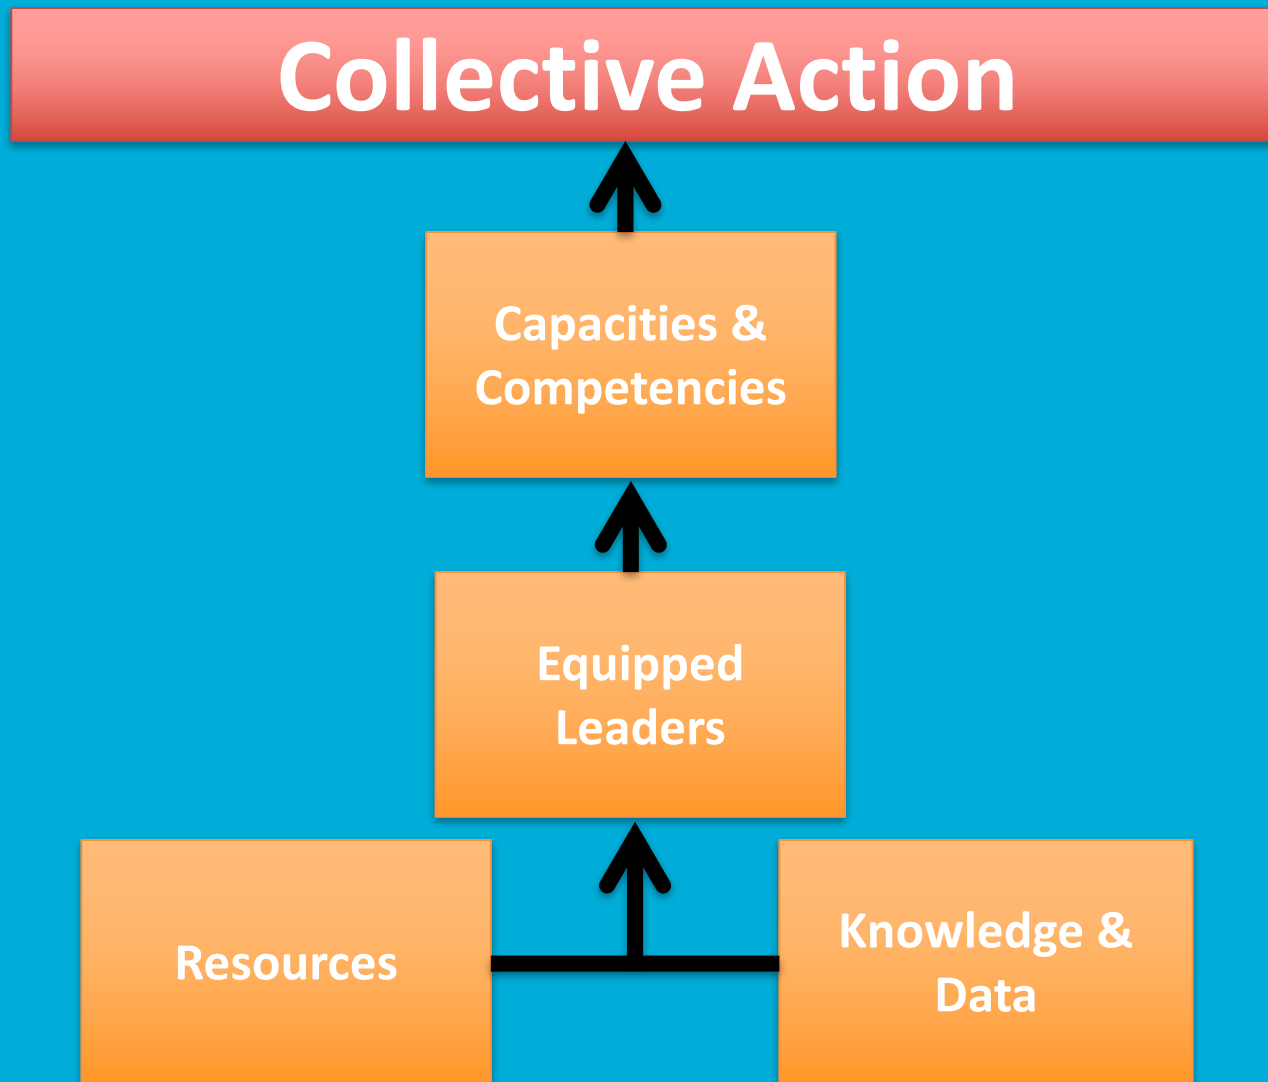 Collective Action
Capacities &
Competencies
Equipped
Leaders
Resources
Knowledge &
Data